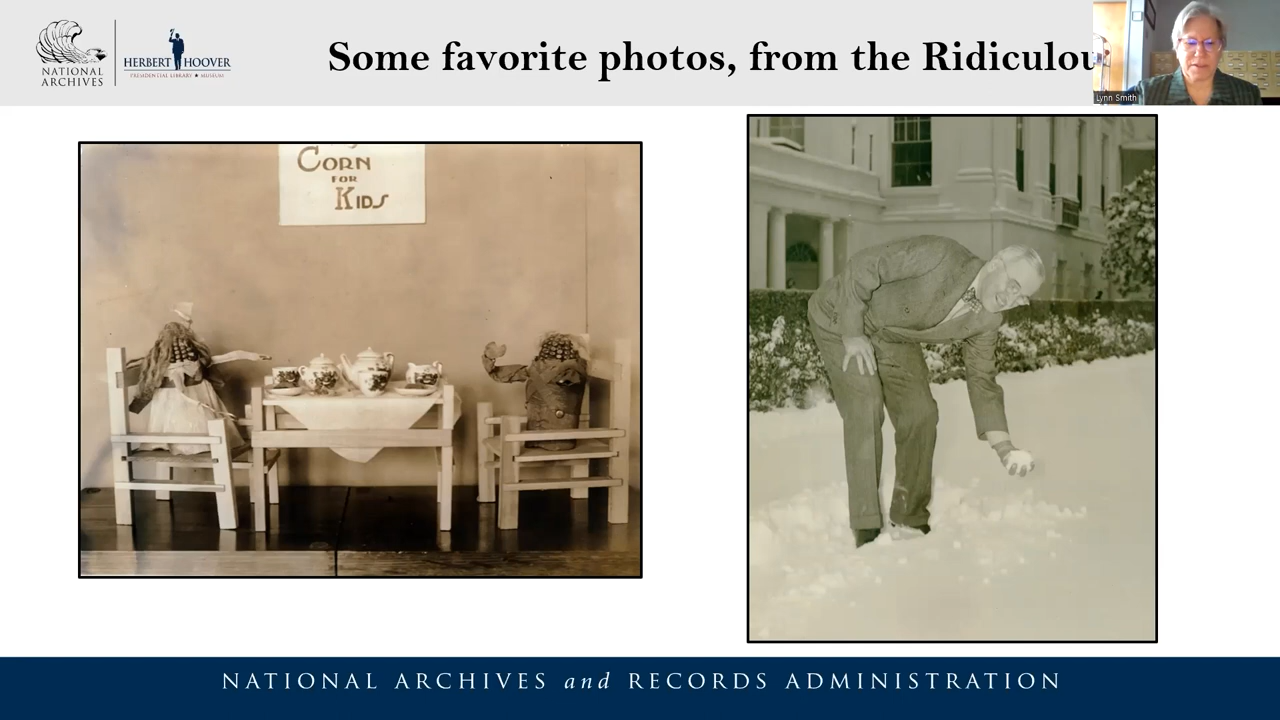 NATIONAL
ARCHIVES
HERBERT HOOVER
PRESIDENTIAL LIBRARY ★ MUSEUM
Some favorite photos, from the Ridiculou
Lynn Smith
CORN
FOR
KIDS
NATIONAL ARCHIVES and RECORDS ADMINISTRATION